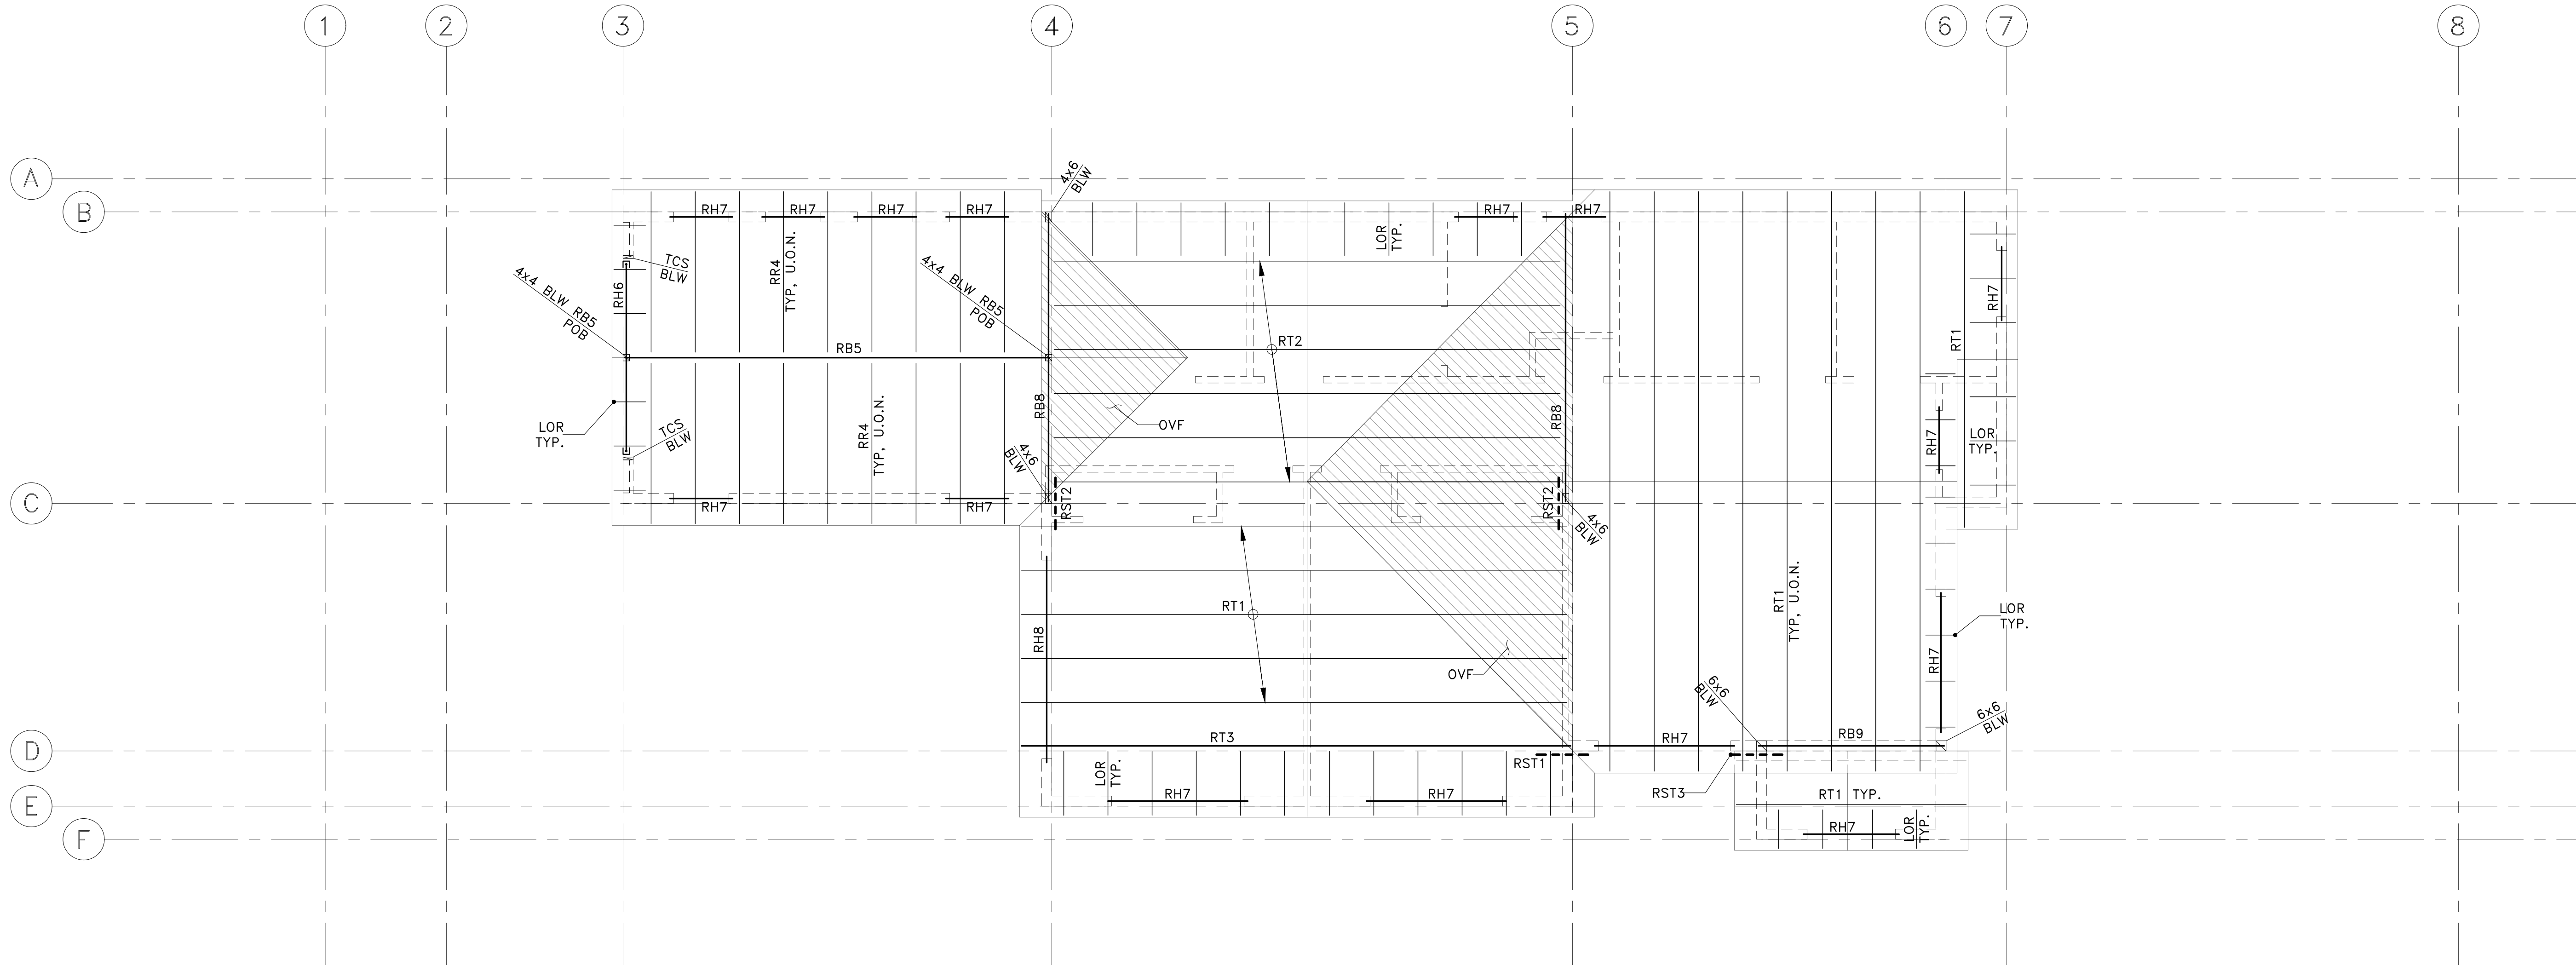 1
2
3
4
5
6
7
8
A
B
C
D
E
F
4x6
BLW
RH7
RH7
RH7
RH7
RH7
RH7
LOR
TYP.
RR4
TYP, U.O.N.
TCS
BLW
4x4 BLW RB5
POB
4x4 BLW RB5
POB
RH6
RB5
RT2
RT1
RH7
LOR
TYP.
TCS
BLW
RR4
TYP, U.O.N.
RB8
OVF
RB8
RH7
LOR
TYP.
4x6
BLW
RH7
RH7
RST2
RST2
4x6
BLW
RT1
RT1
TYP, U.O.N.
LOR
TYP.
RH8
OVF
RH7
6x6
BLW
6x6
BLW
RT3
RH7
RB9
RST1
LOR
TYP.
RH7
RH7
RST3
RT1 TYP.
RH7
LOR
TYP.